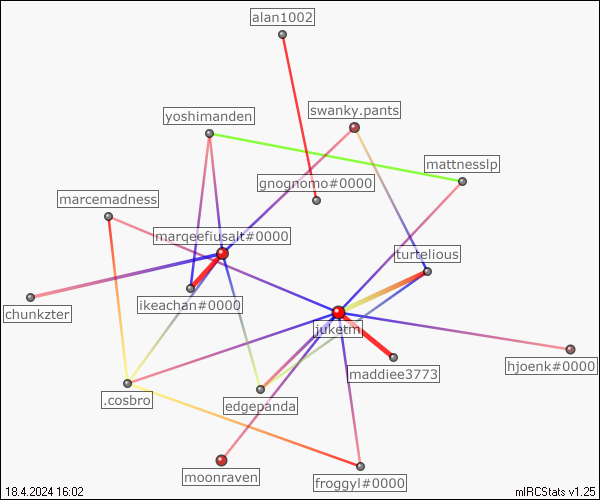 alan1002
swanky.pants
yoshimanden
mattnesslp
gnognomo#0000
marcemadness
marqeefiusalt#0000
turtelious
ikeachan#0000
chunkzter
juketm
hjoenk#0000
maddiee3773
.cosbro
edgepanda
moonraven
froggyl#0000
18.4.2024 16:02
mIRCStats v1.25